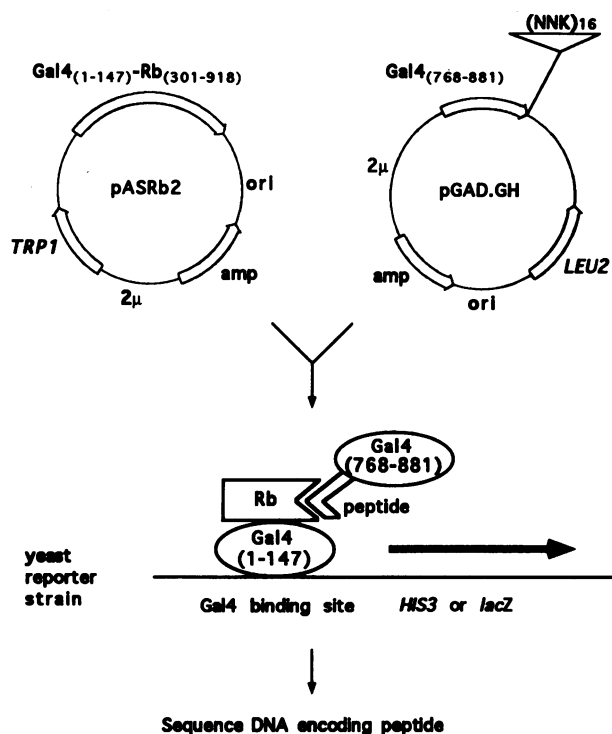 (NNK)16
Gal4(1-147)-Rb(301-918)
Gal4(768-881)
2μ
pASRb2
ori
pGAD.GH
TRP1
LEU2
amp
2μ
amp
ori
Gal4
(768-881)
Rb
peptide
Gal4
(1-147)
yeast
reporter
strain
Gal4 binding site
HIS3 or lacZ
Sequence DNA encoding peptide